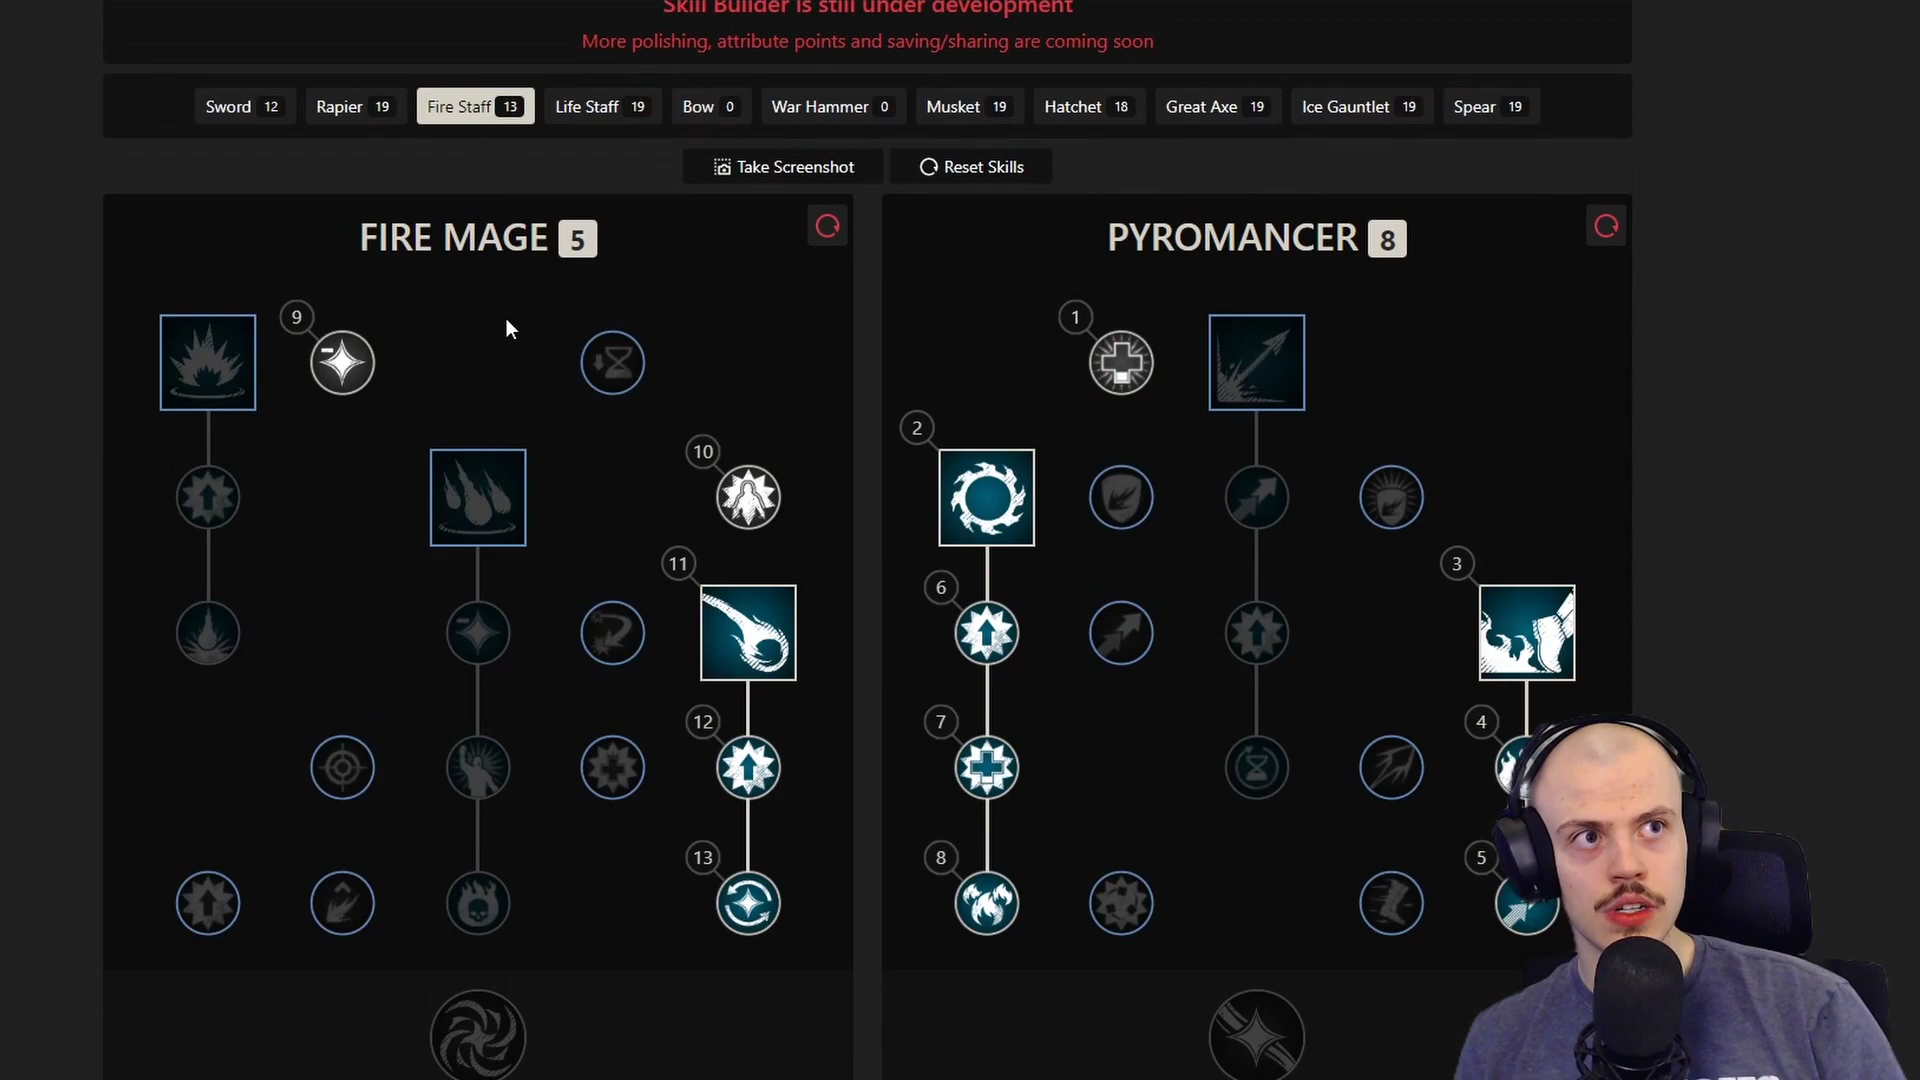 Skill Builder is still under development
More polishing, attribute points and saving/sharing are coming soon
Sword 12 Rapier 19 Fire Staff 13 Life Staff 19 Bow 0 War Hammer 0 Musket 19 Hatchet 18 Great Axe 19 Ice Gauntlet 19 Spear 19
Take Screenshot Reset Skills
FIRE MAGE 5
9
10
11
12
13
PYROMANCER 8
1
2
3
6
7
4
8
5